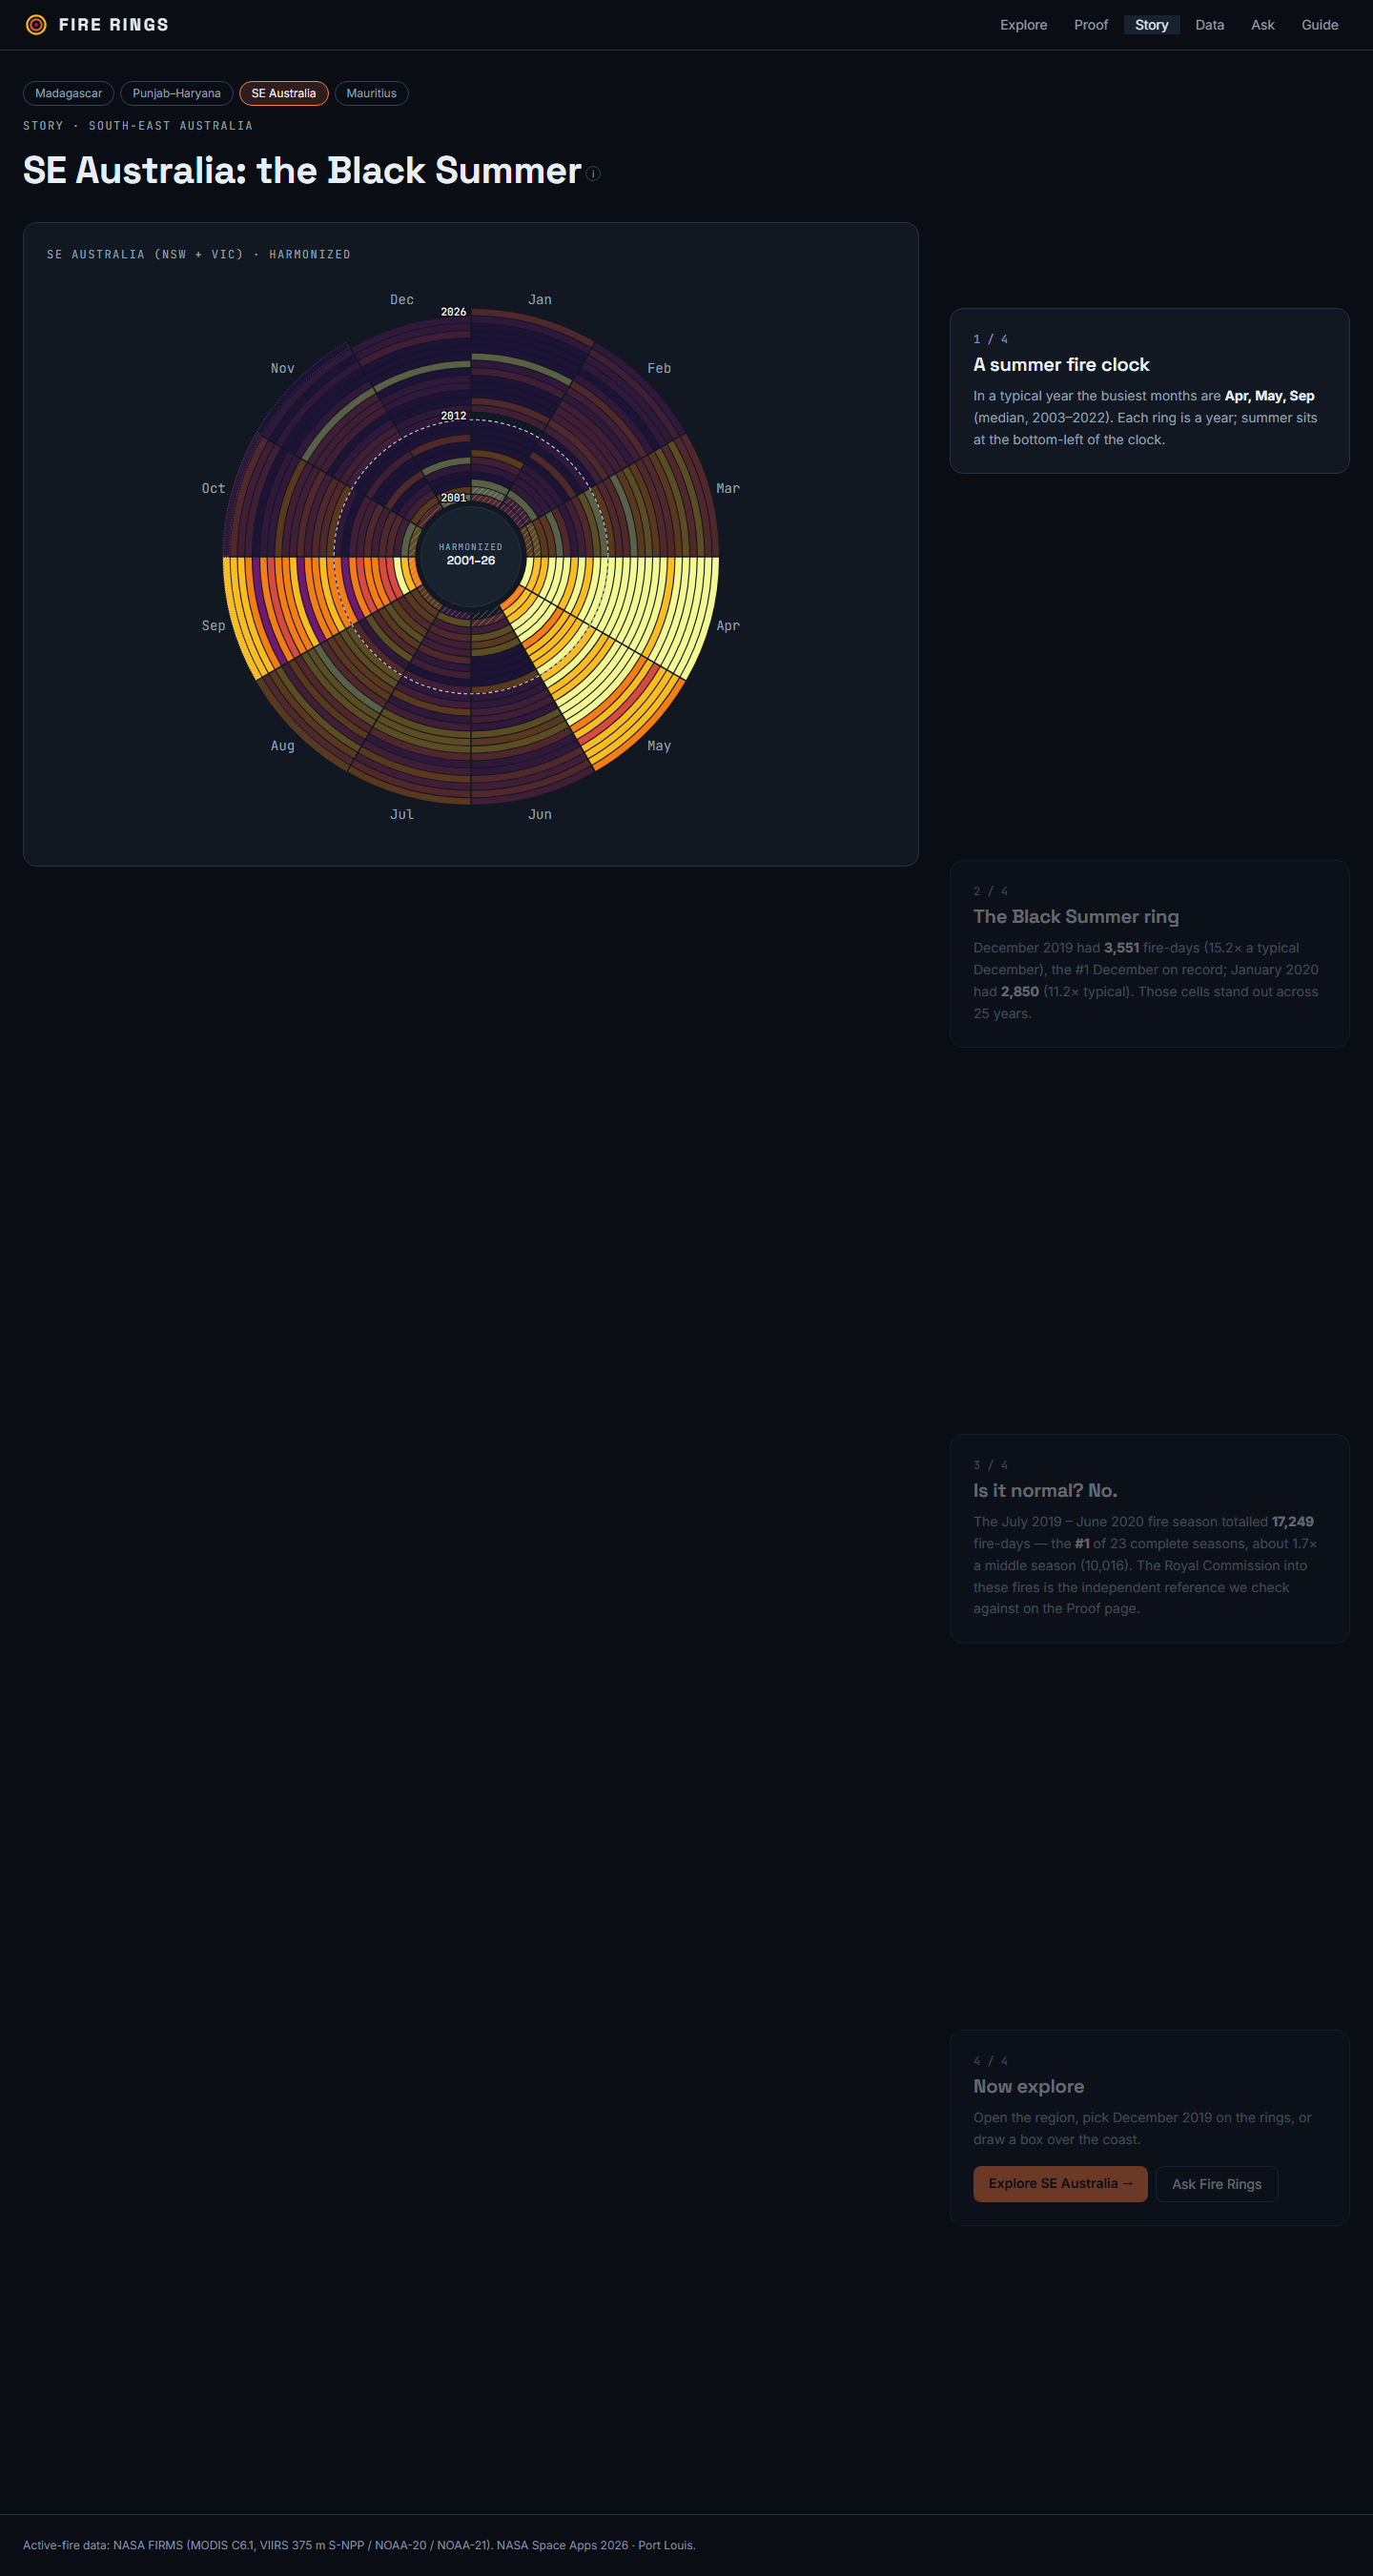 FIRE RINGS
Explore Proof Story Data Ask Guide
Madagascar Punjab–Haryana SE Australia Mauritius
STORY · SOUTH-EAST AUSTRALIA
SE Australia: the Black Summer i
SE AUSTRALIA (NSW + VIC) · HARMONIZED
Dec
Jan
2026
Nov
Feb
2012
Oct
Mar
2001
HARMONIZED
2001–26
Sep
Apr
Aug
May
Jul
Jun
1 / 4
A summer fire clock
In a typical year the busiest months are Apr, May, Sep
(median, 2003–2022). Each ring is a year; summer sits
at the bottom-left of the clock.
2 / 4
The Black Summer ring
December 2019 had 3,551 fire-days (15.2× a typical
December), the #1 December on record; January 2020
had 2,850 (11.2× typical). Those cells stand out across
25 years.
3 / 4
Is it normal? No.
The July 2019 – June 2020 fire season totalled 17,249
fire-days — the #1 of 23 complete seasons, about 1.7×
a middle season (10,016). The Royal Commission into
these fires is the independent reference we check
against on the Proof page.
4 / 4
Now explore
Open the region, pick December 2019 on the rings, or
draw a box over the coast.
Explore SE Australia → Ask Fire Rings
Active-fire data: NASA FIRMS (MODIS C6.1, VIIRS 375 m S-NPP / NOAA-20 / NOAA-21). NASA Space Apps 2026 · Port Louis.